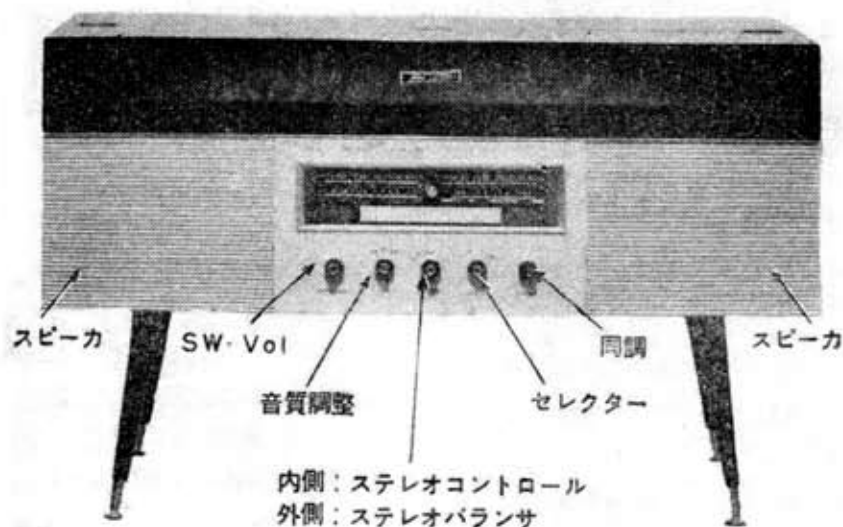 スピーカ
SW-Vol
同調
スピーカ
音質調整
セレクター
内側：ステレオコントロール
外側：ステレオバランサ